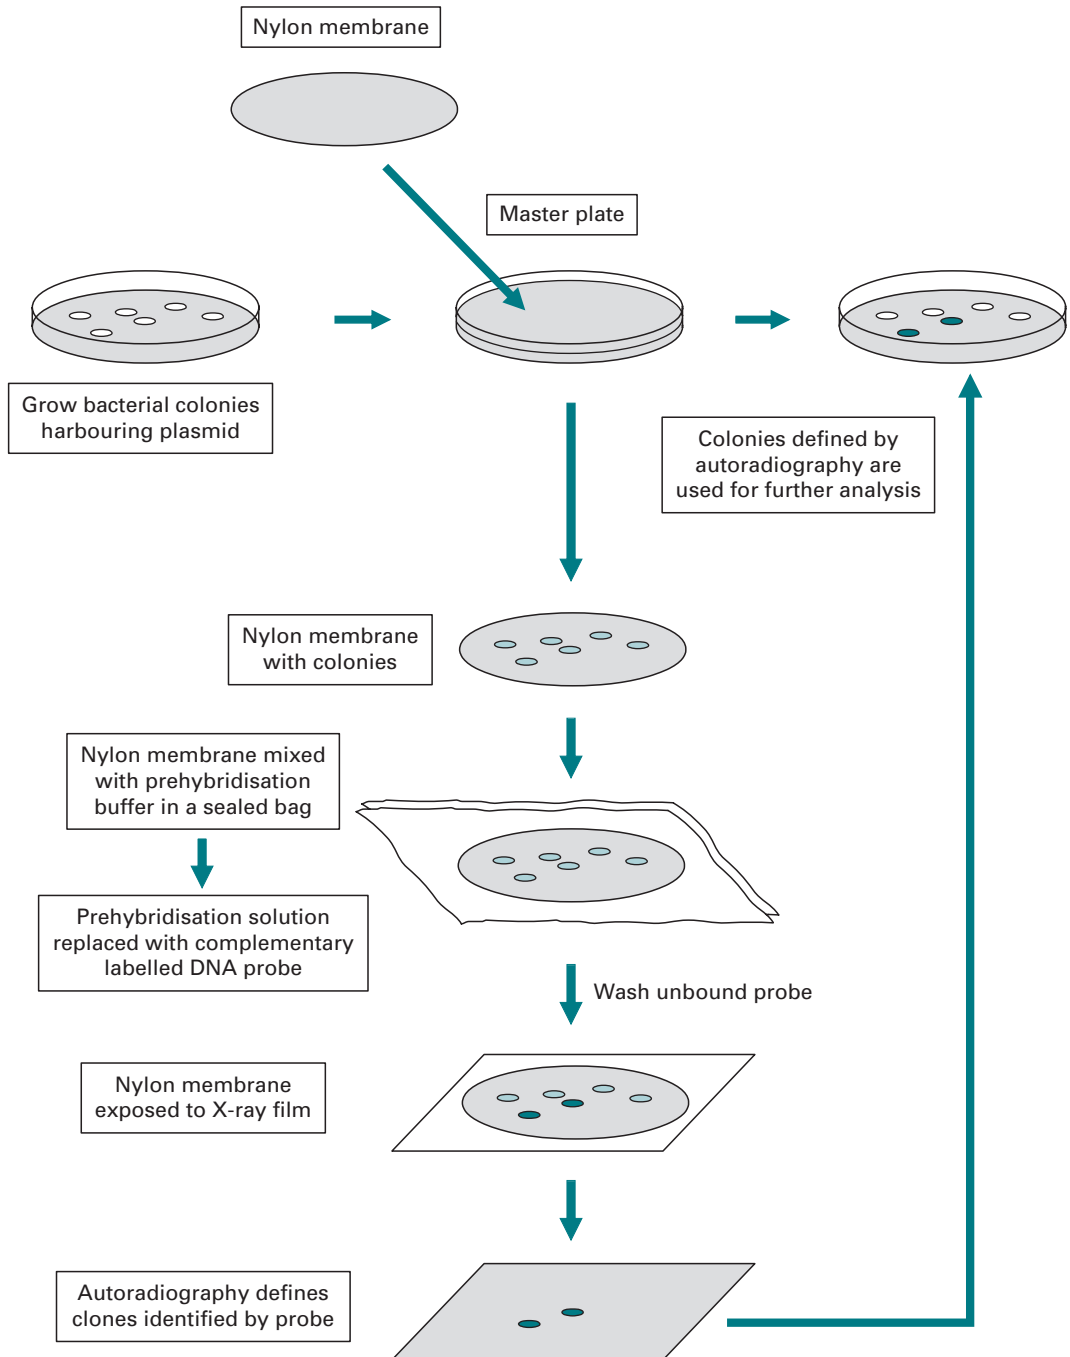 Nylon membrane
Master plate
Grow bacterial colonies
harbouring plasmid
Colonies defined by
autoradiography are
used for further analysis
Nylon membrane
with colonies
Nylon membrane mixed
with prehybridisation
buffer in a sealed bag
Prehybridisation solution
replaced with complementary
labelled DNA probe
Wash unbound probe
Nylon membrane
exposed to X-ray film
Autoradiography defines
clones identified by probe